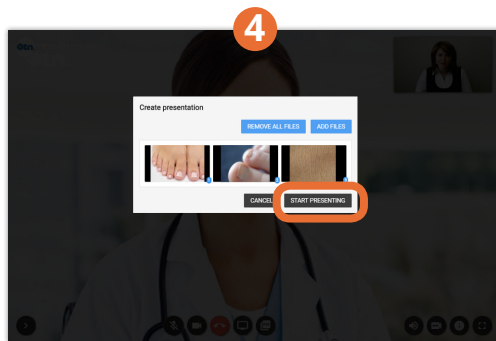 4
Create presentation
REMOVE ALL FILES ADD FILES
CANCEL START PRESENTING